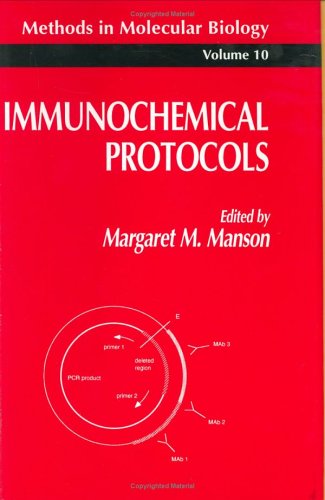 Methods in Molecular Biology
Volume 10
IMMUNOCHEMICAL
PROTOCOLS
Edited by
Margaret M. Manson
E
primer 1
MAb 3
deleted
region
PCR product
primer 2
MAb 2
MAb 1